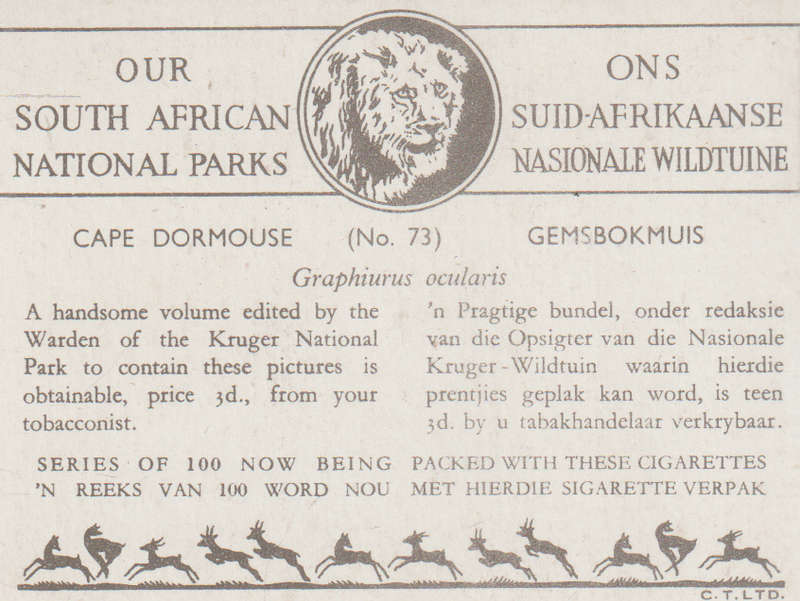 OUR
SOUTH AFRICAN
NATIONAL PARKS
ONS
SUID-AFRIKAANSE
NASIONALE WILDTUINE
CAPE DORMOUSE (No. 73) GEMSBOKMUIS
Graphiurus ocularis
A handsome volume edited by the
Warden of the Kruger National
Park to contain these pictures is
obtainable, price 3d., from your
tobacconist.
'n Pragtige bundel, onder redaksie
van die Opsigter van die Nasionale
Kruger-Wildtuin waarin hierdie
prentjies geplak kan word, is teen
3d. by u tabakhandelaar verkrybaar.
SERIES OF 100 NOW BEING PACKED WITH THESE CIGARETTES
'N REEKS VAN 100 WORD NOU MET HIERDIE SIGARETTE VERPAK
C.T. LTD.